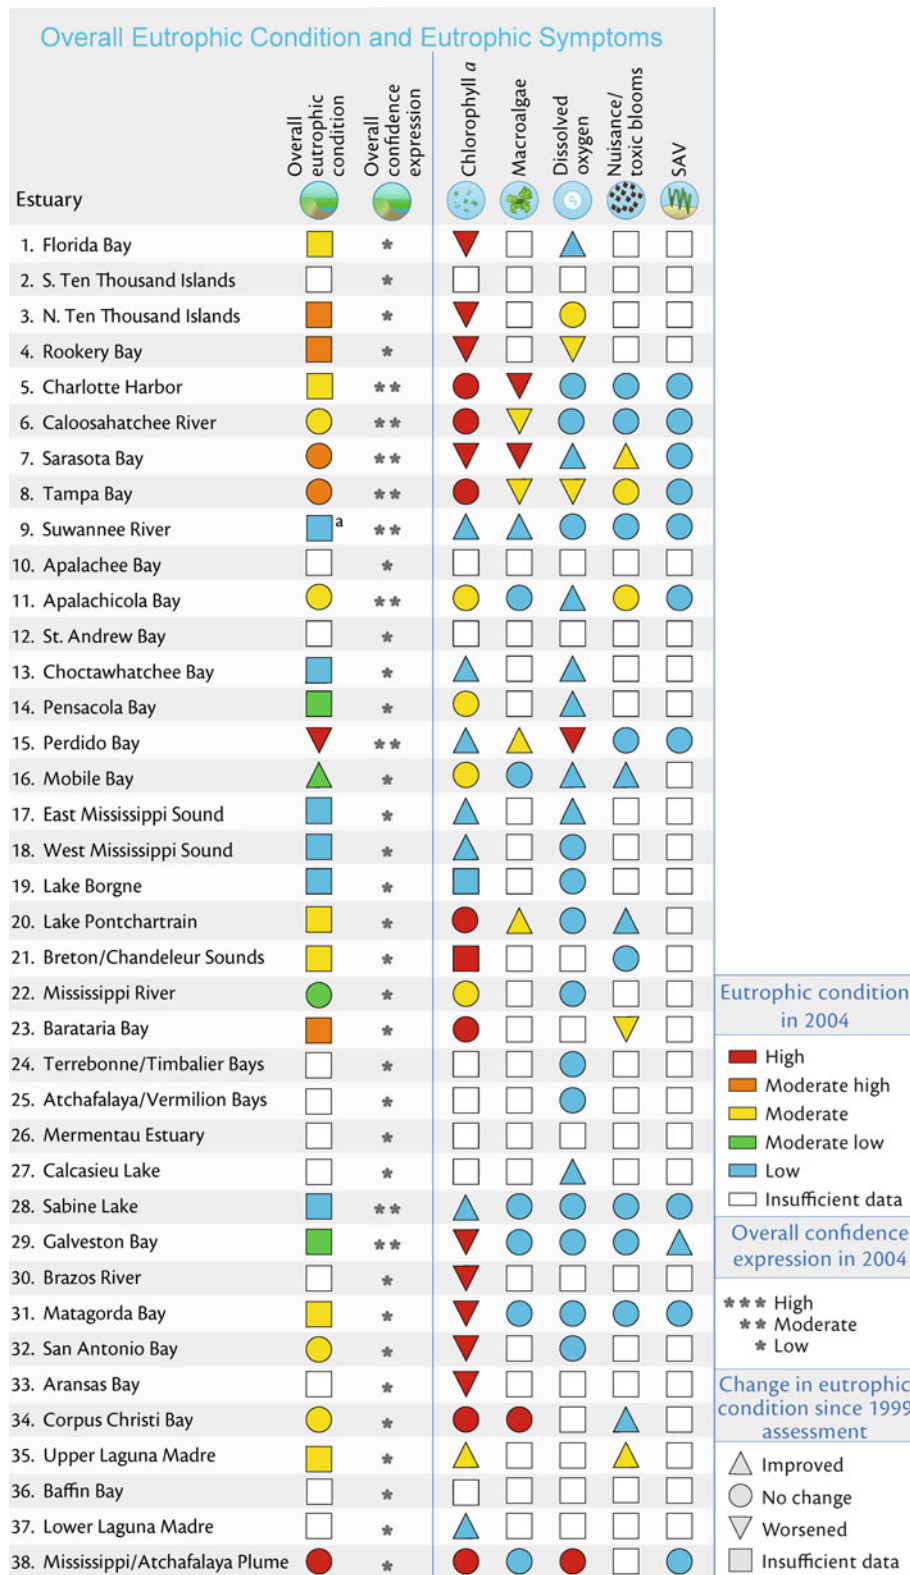 Overall Eutrophic Condition and Eutrophic Symptoms
Estuary
Overall
eutrophic
condition
Overall
confidence
expression
Chlorophyll a
Macroalgae
Dissolved
oxygen
Nuisance/
toxic blooms
SAV
1. Florida Bay *
2. S. Ten Thousand Islands *
3. N. Ten Thousand Islands *
4. Rookery Bay *
5. Charlotte Harbor **
6. Caloosahatchee River **
7. Sarasota Bay **
8. Tampa Bay **
9. Suwannee River a **
10. Apalachee Bay *
11. Apalachicola Bay **
12. St. Andrew Bay *
13. Choctawhatchee Bay *
14. Pensacola Bay *
15. Perdido Bay **
16. Mobile Bay *
17. East Mississippi Sound *
18. West Mississippi Sound *
19. Lake Borgne *
20. Lake Pontchartrain *
21. Breton/Chandeleur Sounds *
22. Mississippi River *
23. Barataria Bay *
24. Terrebonne/Timbalier Bays *
25. Atchafalaya/Vermilion Bays *
26. Mermentau Estuary *
27. Calcasieu Lake *
28. Sabine Lake **
29. Galveston Bay **
30. Brazos River *
31. Matagorda Bay *
32. San Antonio Bay *
33. Aransas Bay *
34. Corpus Christi Bay *
35. Upper Laguna Madre *
36. Baffin Bay *
37. Lower Laguna Madre *
38. Mississippi/Atchafalaya Plume *
Eutrophic condition
in 2004
High
Moderate high
Moderate
Moderate low
Low
Insufficient data
Overall confidence
expression in 2004
*** High
** Moderate
* Low
Change in eutrophic
condition since 1999
assessment
Improved
No change
Worsened
Insufficient data